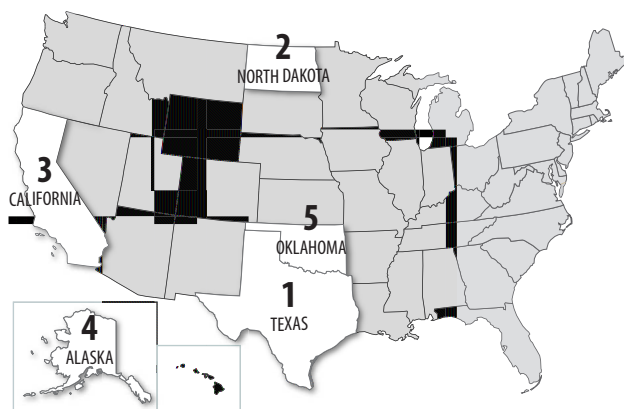 2
NORTH DAKOTA
3
CALIFORNIA
5
OKLAHOMA
1
TEXAS
4
ALASKA